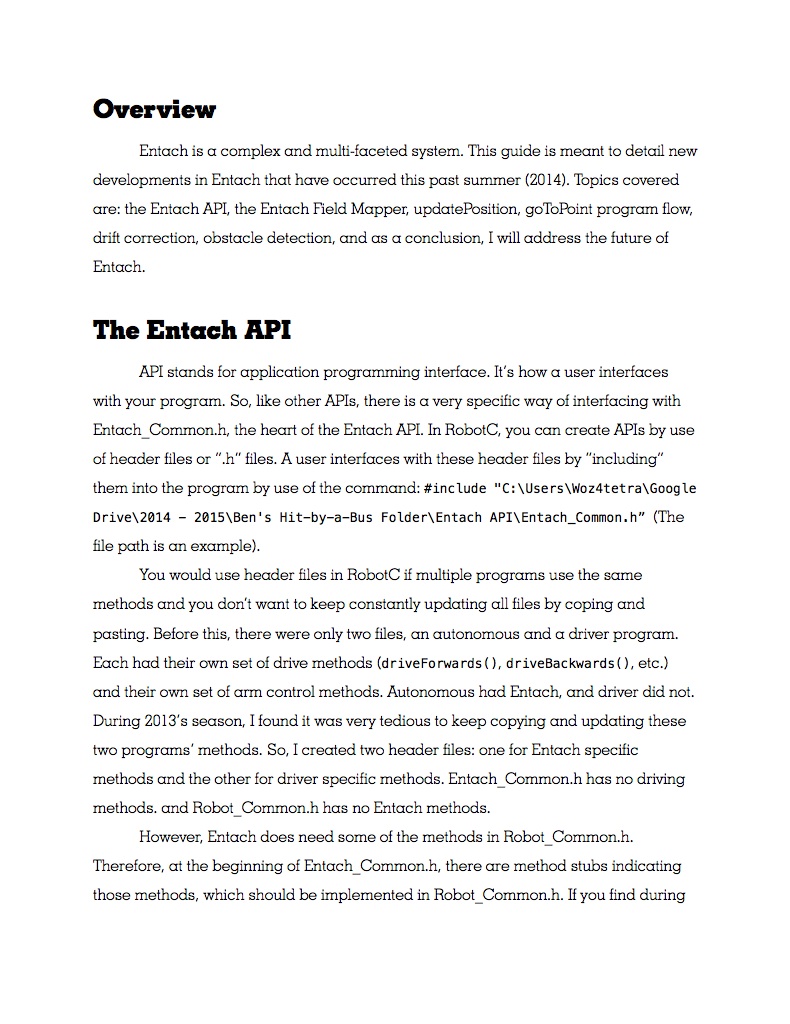 Overview
Entach is a complex and multi-faceted system. This guide is meant to detail new
developments in Entach that have occurred this past summer (2014). Topics covered
are: the Entach API, the Entach Field Mapper, updatePosition, goToPoint program flow,
drift correction, obstacle detection, and as a conclusion, I will address the future of
Entach.
The Entach API
API stands for application programming interface. It's how a user interfaces
with your program. So, like other APIs, there is a very specific way of interfacing with
Entach_Common.h, the heart of the Entach API. In RobotC, you can create APIs by use
of header files or ".h" files. A user interfaces with these header files by "including"
them into the program by use of the command: #include "C:\Users\Woz4tetra\Google
Drive\2014 – 2015\Ben's Hit-by-a-Bus Folder\Entach API\Entach_Common.h” (The
file path is an example).
You would use header files in RobotC if multiple programs use the same
methods and you don't want to keep constantly updating all files by coping and
pasting. Before this, there were only two files, an autonomous and a driver program.
Each had their own set of drive methods (driveForwards(), driveBackwards(), etc.)
and their own set of arm control methods. Autonomous had Entach, and driver did not.
During 2013's season, I found it was very tedious to keep copying and updating these
two programs' methods. So, I created two header files: one for Entach specific
methods and the other for driver specific methods. Entach_Common.h has no driving
methods. and Robot_Common.h has no Entach methods.
However, Entach does need some of the methods in Robot_Common.h.
Therefore, at the beginning of Entach_Common.h, there are method stubs indicating
those methods, which should be implemented in Robot_Common.h. If you find during